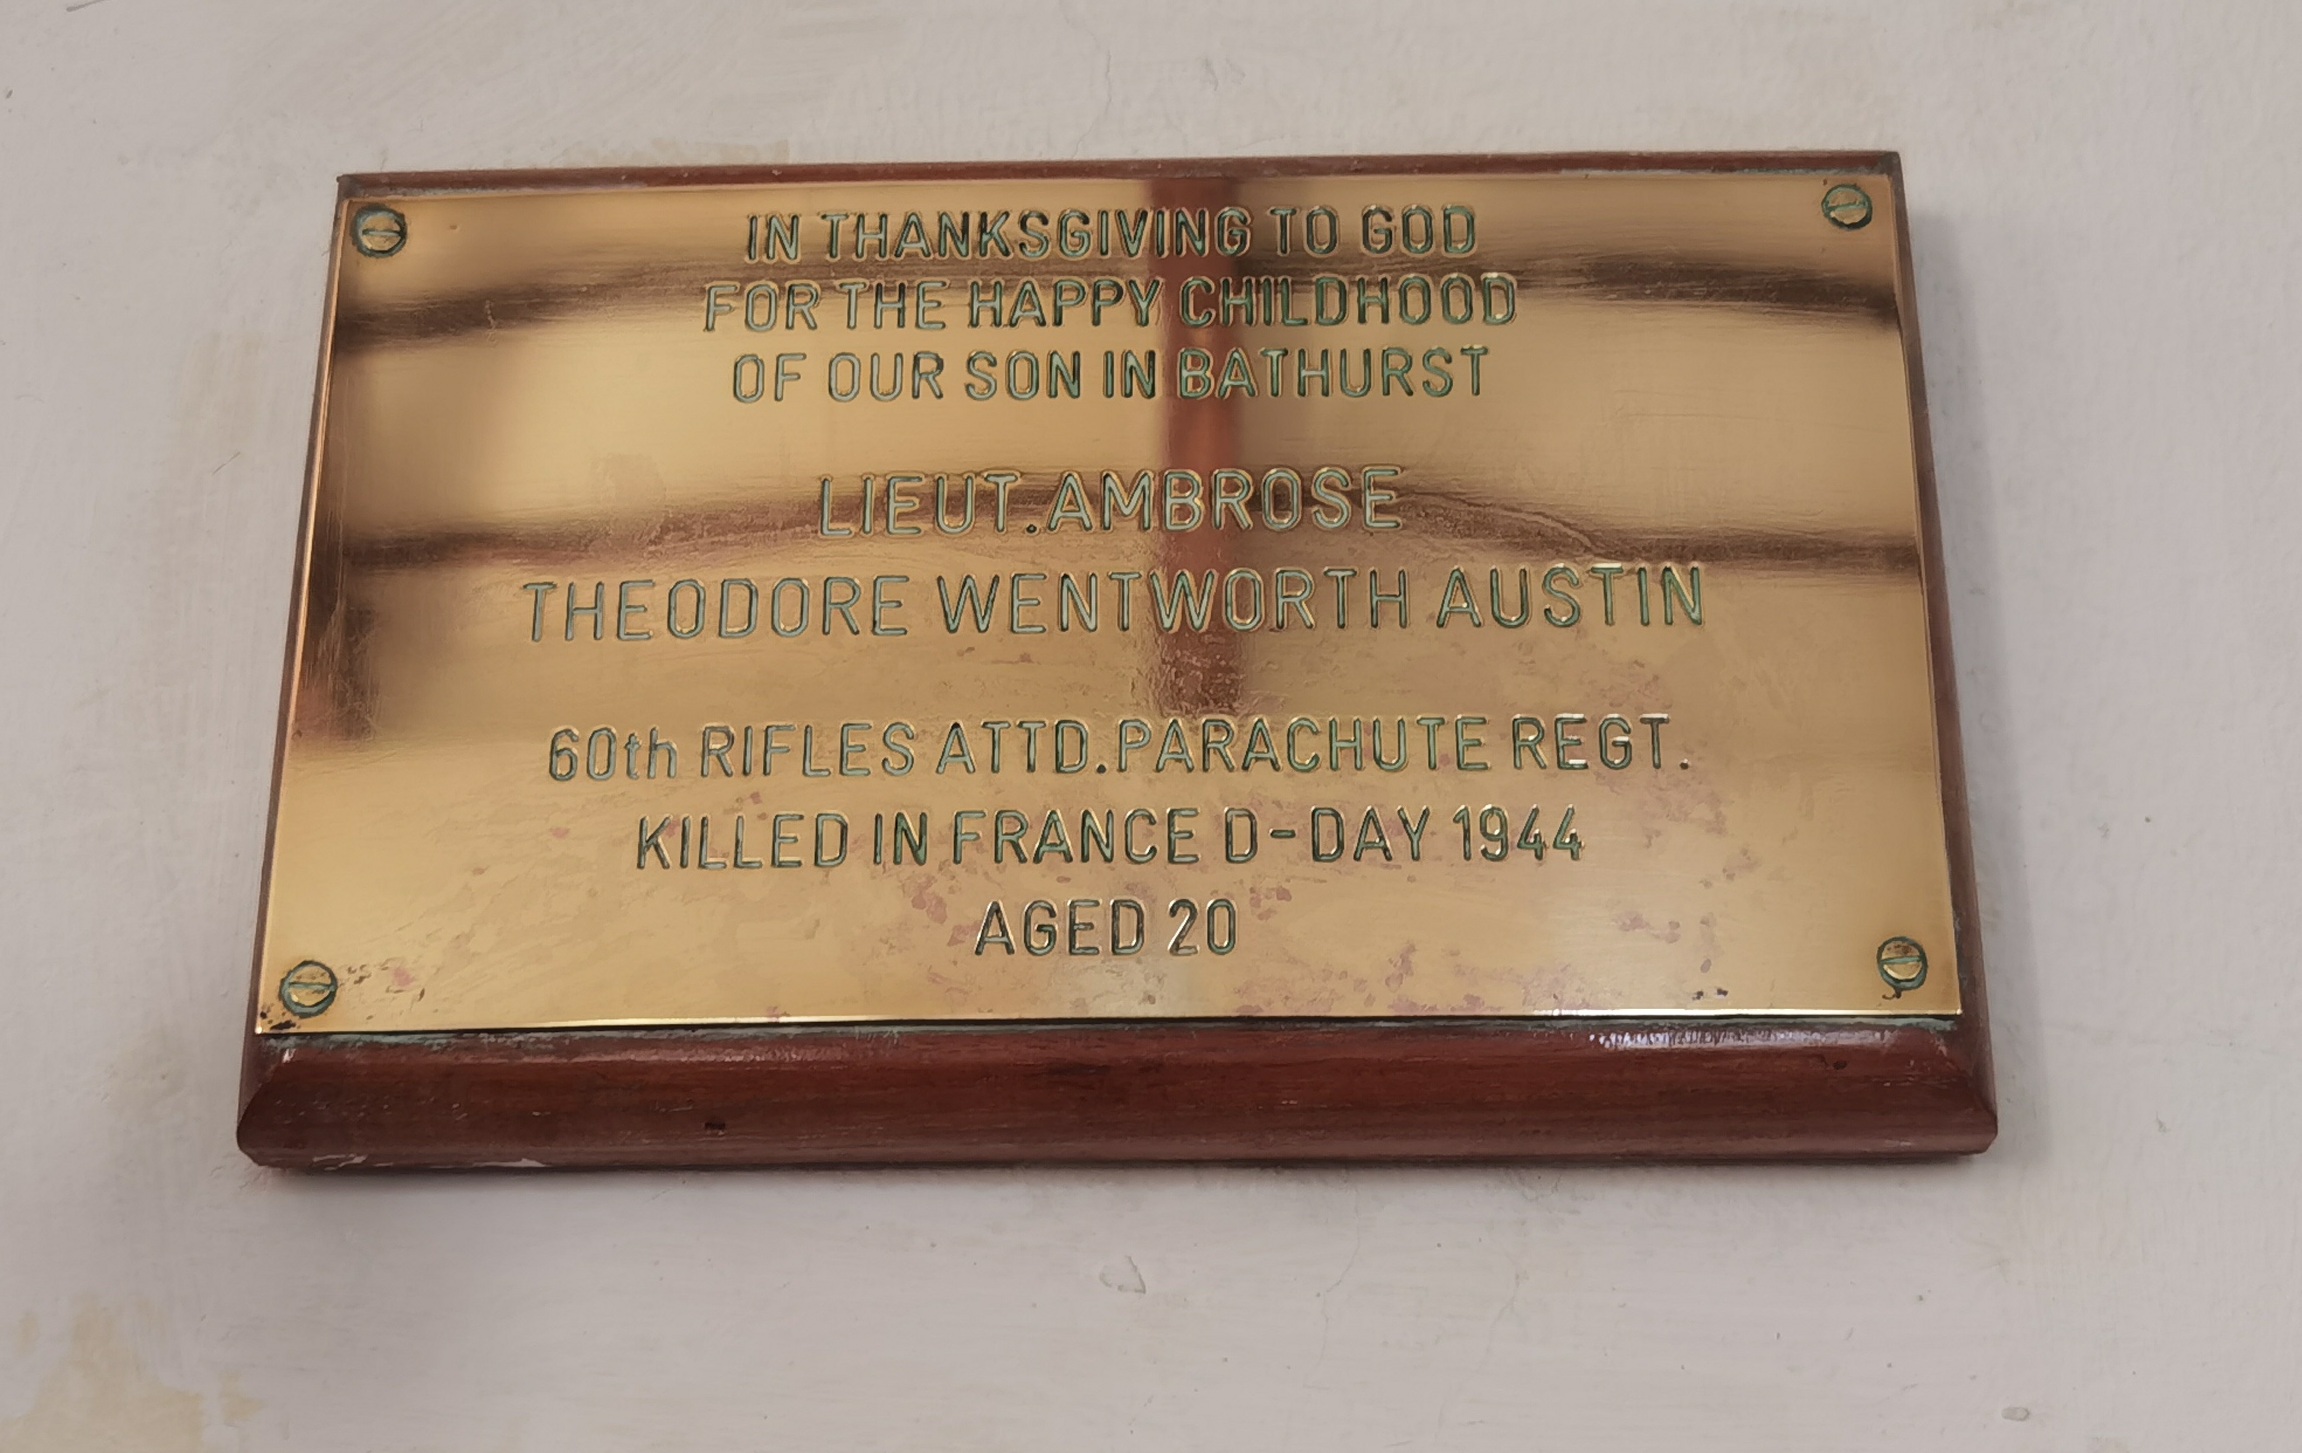 IN THANKSGIVING TO GOD
FOR THE HAPPY CHILDHOOD
OF OUR SON IN BATHURST
LIEUT. AMBROSE
THEODORE WENTWORTH AUSTIN
60th RIFLES ATTD. PARACHUTE REGT.
KILLED IN FRANCE D-DAY 1944
AGED 20